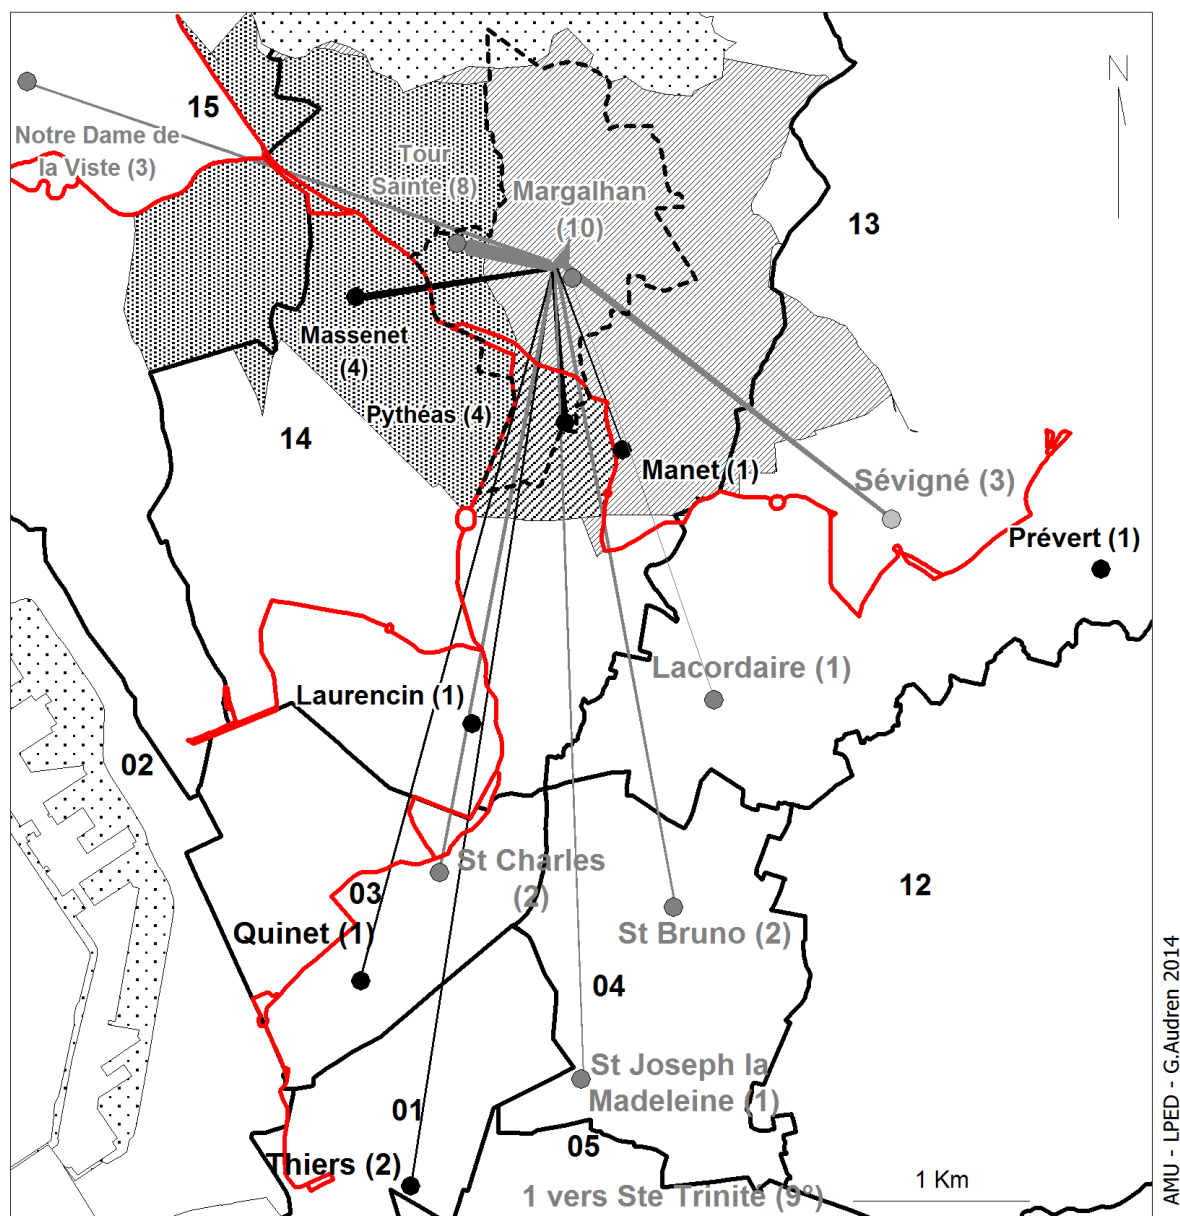 N
15
Notre Dame de
la Viste (3)
Tour
Sainte (8)
Margalhan
(10)
13
Massenet
(4)
Pythéas (4)
14
Manet (1)
Sévigné (3)
Prévert (1)
Lacordaire (1)
Laurencin (1)
02
St Charles
(2)
03
12
Quinet (1)
St Bruno (2)
04
St Joseph la
Madeleine (1)
01
05
Thiers (2)
1 vers Ste Trinité (9°)
1 Km
AMU - LPED - G.Audren 2014